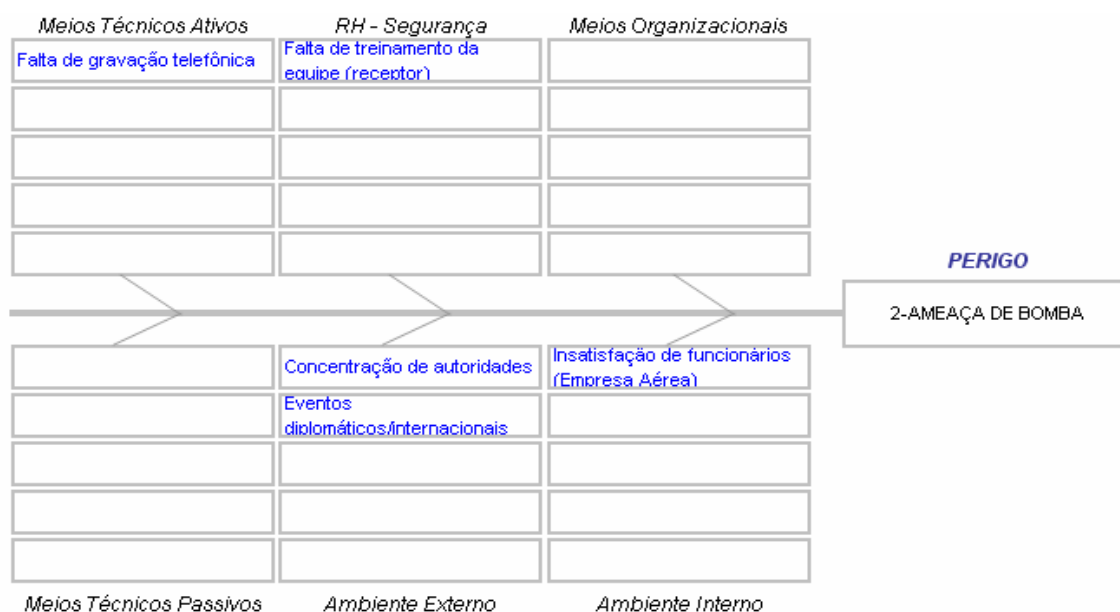 Meios Técnicos Ativos
RH - Segurança
Meios Organizacionais
Falta de gravação telefônica
Falta de treinamento da
equipe (receptor)
PERIGO
2-AMEAÇA DE BOMBA
Concentração de autoridades
Insatisfação de funcionários
(Empresa Aérea)
Eventos
diplomáticos/internacionais
Meios Técnicos Passivos
Ambiente Externo
Ambiente Interno